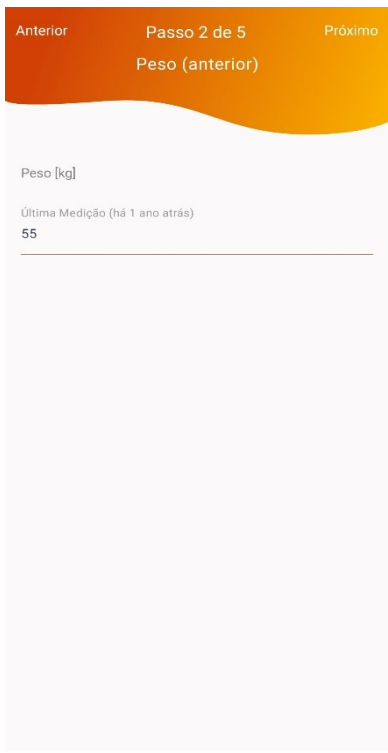 Anterior Passo 2 de 5 Próximo
Peso (anterior)
Peso [kg]
Última Medição (há 1 ano atrás)
55